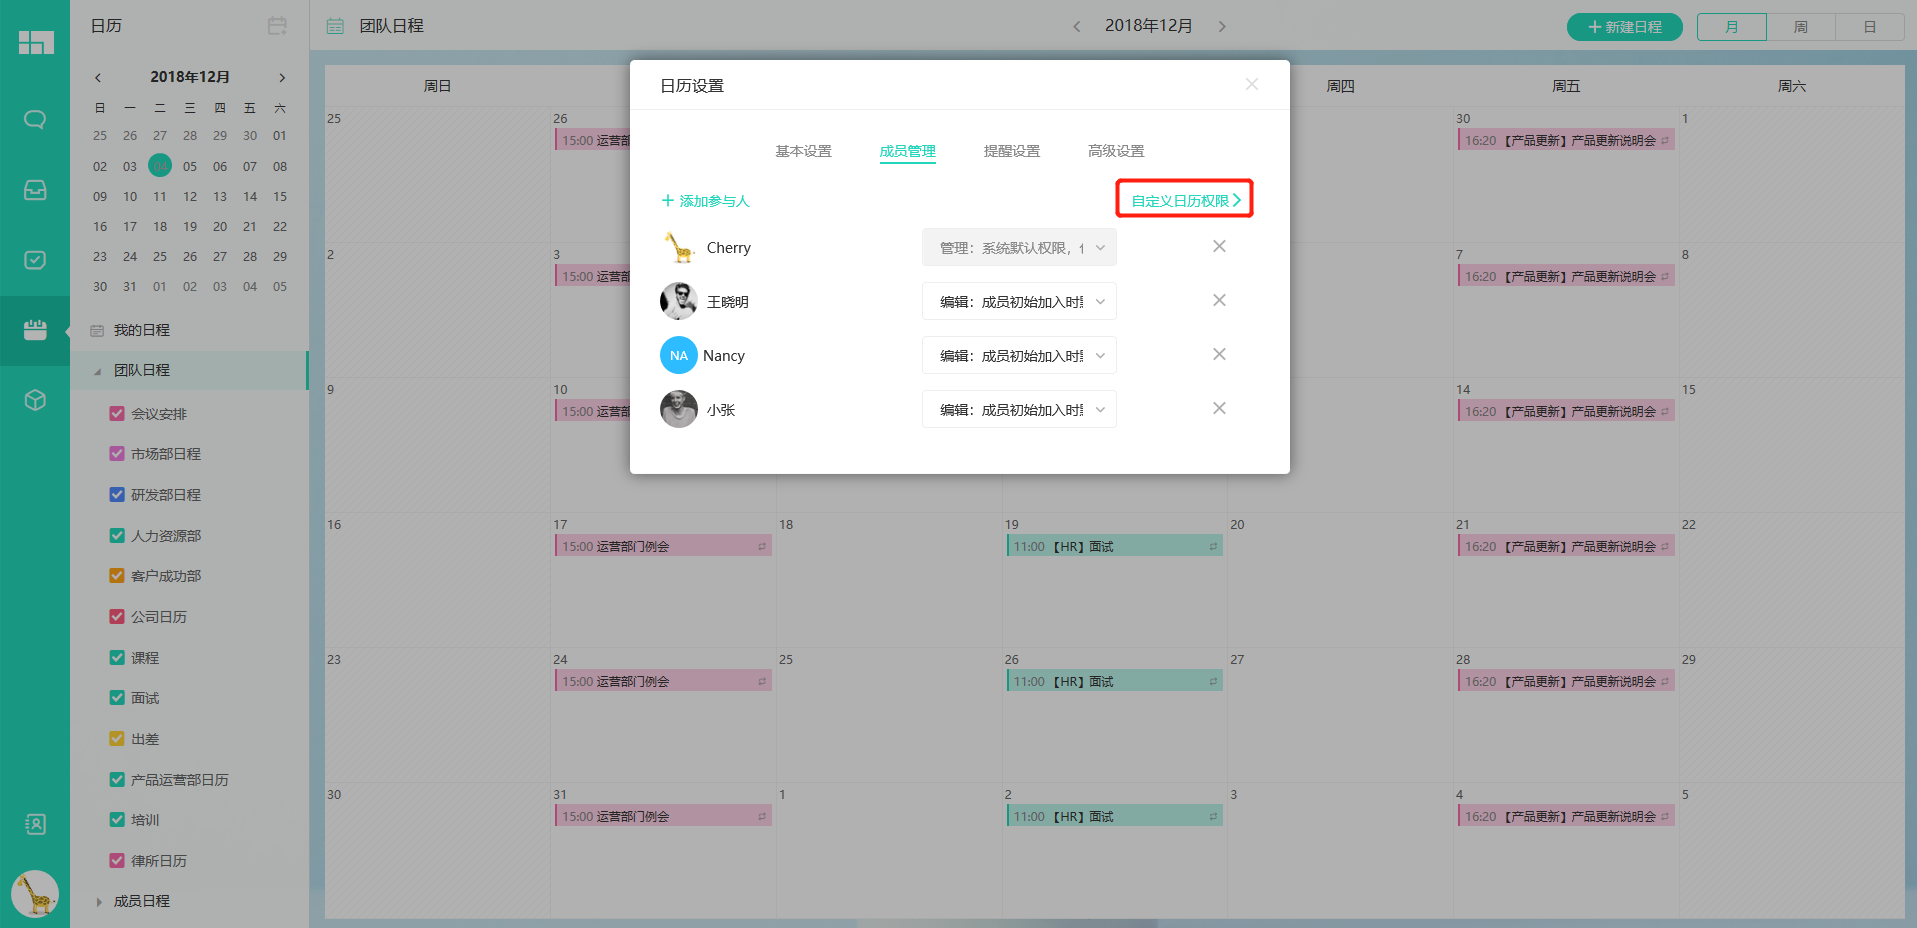 日历
2018年12月
日 一 二 三 四 五 六
25 26 27 28 29 30 01
02 03 04 05 06 07 08
09 10 11 12 13 14 15
16 17 18 19 20 21 22
23 24 25 26 27 28 29
30 31 01 02 03 04 05
我的日程
团队日程
会议安排
市场部日程
研发部日程
人力资源部
客户成功部
公司日历
课程
面试
出差
产品运营部日历
培训
律所日历
成员日程
团队日程
2018年12月
新建日程
月 周 日
周日 周四 周五 周六
25 26 30 1
15:00 运营部 16:20 【产品更新】产品更新说明会
2 3 7 8
15:00 运营部 16:20 【产品更新】产品更新说明会
9 10 14 15
15:00 运营部 16:20 【产品更新】产品更新说明会
16 17 18 19 20 21 22
15:00 运营部门例会 11:00 【HR】面试 16:20 【产品更新】产品更新说明会
23 24 25 26 27 28 29
15:00 运营部门例会 11:00 【HR】面试 16:20 【产品更新】产品更新说明会
30 31 1 2 3 4 5
15:00 运营部门例会 11:00 【HR】面试 16:20 【产品更新】产品更新说明会
日历设置
基本设置 成员管理 提醒设置 高级设置
添加参与人 自定义日历权限
Cherry 管理：系统默认权限，
王晓明 编辑：成员初始加入时
NA Nancy 编辑：成员初始加入时
小张 编辑：成员初始加入时